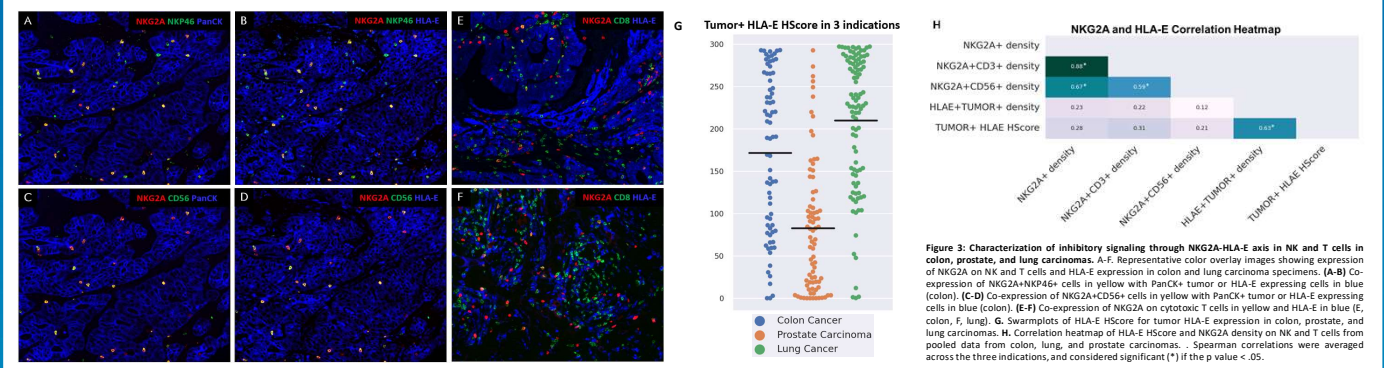 A
NKG2A NKP46 PanCK
B
NKG2A NKP46 HLA-E
E
NKG2A CD8 HLA-E
C
NKG2A CD56 PanCK
D
NKG2A CD56 HLA-E
F
NKG2A CD8 HLA-E
G
Tumor+ HLA-E HScore in 3 indications
300
250
200
150
100
50
0
Colon Cancer
Prostate Carcinoma
Lung Cancer
H
NKG2A and HLA-E Correlation Heatmap
NKG2A+ density
NKG2A+CD3+ density
0.88*
NKG2A+CD56+ density
0.67* 0.59*
HLAE+TUMOR+ density
0.23 0.22 0.12
TUMOR+ HLAE HScore
0.28 0.31 0.21 0.63*
NKG2A+ density
NKG2A+CD3+ density
NKG2A+CD56+ density
HLAE+TUMOR+ density
TUMOR+ HLAE HScore
Figure 3: Characterization of inhibitory signaling through NKG2A-HLA-E axis in NK and T cells in
colon, prostate, and lung carcinomas. A-F. Representative color overlay images showing expression
of NKG2A on NK and T cells and HLA-E expression in colon and lung carcinoma specimens. (A-B) Co-
expression of NKG2A+NKP46+ cells in yellow with PanCK+ tumor or HLA-E expressing cells in blue
(colon). (C-D) Co-expression of NKG2A+CD56+ cells in yellow with PanCK+ tumor or HLA-E expressing
cells in blue (colon). (E-F) Co-expression of NKG2A on cytotoxic T cells in yellow and HLA-E in blue (E,
colon, F, lung). G. Swarmplots of HLA-E HScore for tumor HLA-E expression in colon, prostate, and
lung carcinomas. H. Correlation heatmap of HLA-E HScore and NKG2A density on NK and T cells from
pooled data from colon, lung, and prostate carcinomas. . Spearman correlations were averaged
across the three indications, and considered significant (*) if the p value < .05.